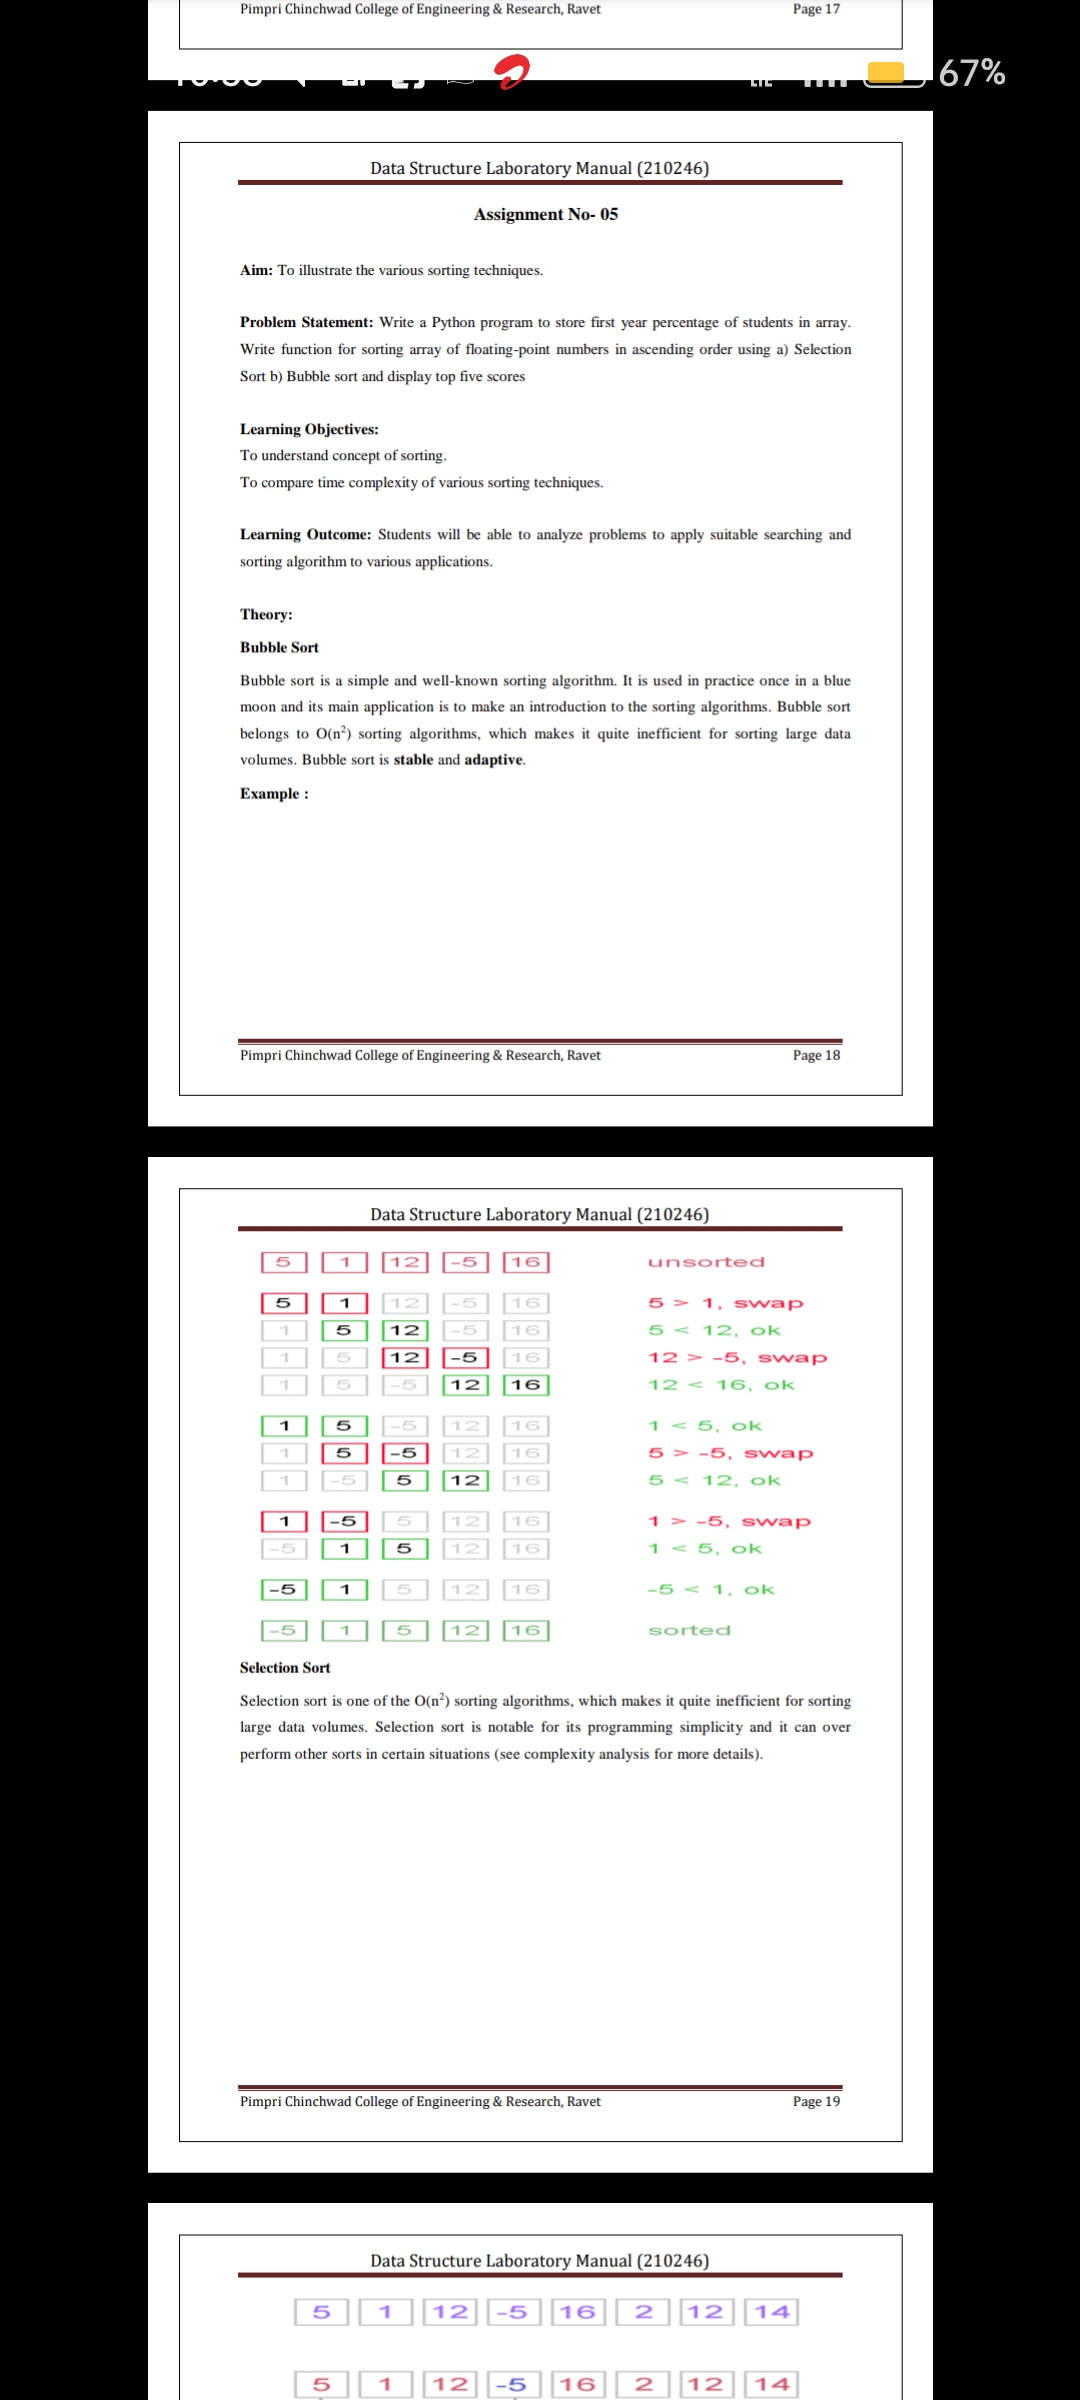 Pimpri Chinchwad College of Engineering & Research, Ravet Page 17
67%
Data Structure Laboratory Manual (210246)
Assignment No- 05
Aim: To illustrate the various sorting techniques.
Problem Statement: Write a Python program to store first year percentage of students in array.
Write function for sorting array of floating-point numbers in ascending order using a) Selection
Sort b) Bubble sort and display top five scores
Learning Objectives:
To understand concept of sorting.
To compare time complexity of various sorting techniques.
Learning Outcome: Students will be able to analyze problems to apply suitable searching and
sorting algorithm to various applications.
Theory:
Bubble Sort
Bubble sort is a simple and well-known sorting algorithm. It is used in practice once in a blue
moon and its main application is to make an introduction to the sorting algorithms. Bubble sort
belongs to O(n²) sorting algorithms, which makes it quite inefficient for sorting large data
volumes. Bubble sort is stable and adaptive.
Example :
Pimpri Chinchwad College of Engineering & Research, Ravet Page 18
Data Structure Laboratory Manual (210246)
5 1 12 -5 16 unsorted
5 1 12 -5 16 5 > 1, swap
1 5 12 -5 16 5 < 12, ok
1 5 12 -5 16 12 > -5, swap
1 5 -5 12 16 12 < 16, ok
1 5 -5 12 16 1 < 5, ok
1 5 -5 12 16 5 > -5, swap
1 -5 5 12 16 5 < 12, ok
1 -5 5 12 16 1 > -5, swap
-5 1 5 12 16 1 < 5, ok
-5 1 5 12 16 -5 < 1, ok
-5 1 5 12 16 sorted
Selection Sort
Selection sort is one of the O(n²) sorting algorithms, which makes it quite inefficient for sorting
large data volumes. Selection sort is notable for its programming simplicity and it can over
perform other sorts in certain situations (see complexity analysis for more details).
Pimpri Chinchwad College of Engineering & Research, Ravet Page 19
Data Structure Laboratory Manual (210246)
5 1 12 -5 16 2 12 14
5 1 12 -5 16 2 12 14